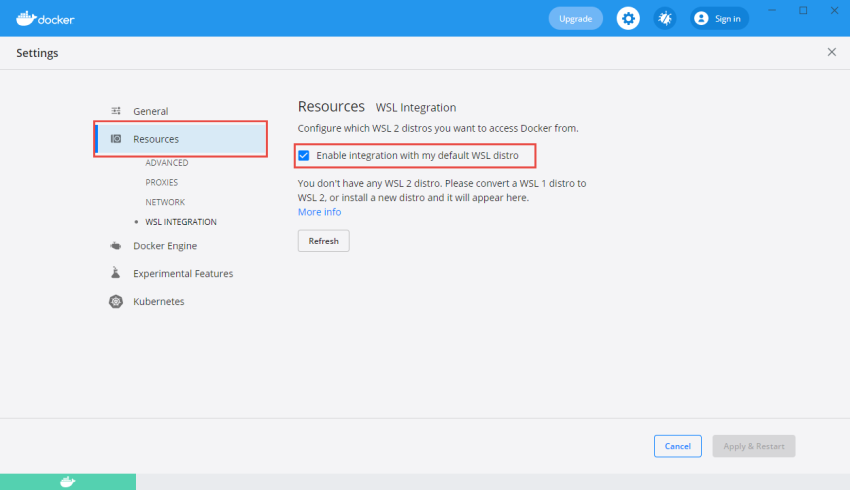 docker
Upgrade
Sign in
Settings
General
Resources
ADVANCED
PROXIES
NETWORK
WSL INTEGRATION
Docker Engine
Experimental Features
Kubernetes
Resources WSL Integration
Configure which WSL 2 distros you want to access Docker from.
Enable integration with my default WSL distro
You don't have any WSL 2 distro. Please convert a WSL 1 distro to
WSL 2, or install a new distro and it will appear here.
More info
Refresh
Cancel
Apply & Restart